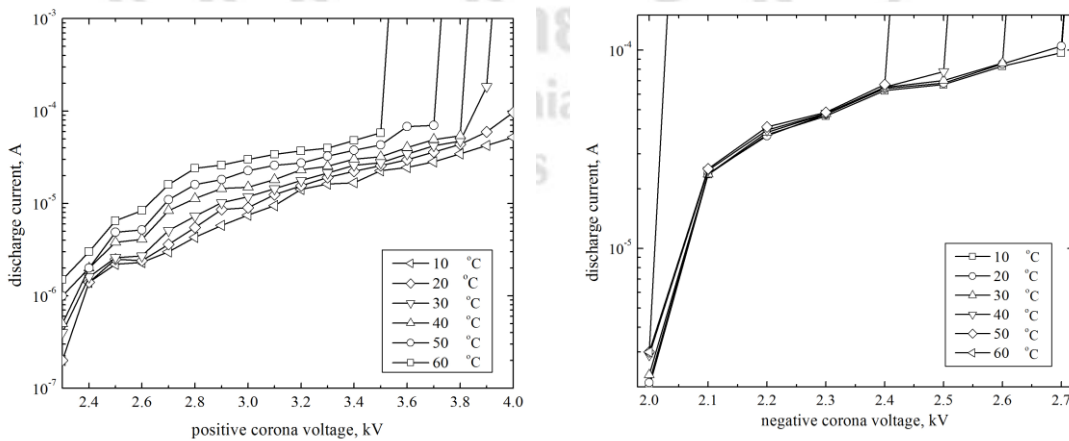 discharge current, A
10⁻³
10⁻⁴
10⁻⁵
10⁻⁶
10⁻⁷
2.4 2.6 2.8 3.0 3.2 3.4 3.6 3.8 4.0
positive corona voltage, kV
10 °C
20 °C
30 °C
40 °C
50 °C
60 °C
discharge current, A
10⁻⁴
10⁻⁵
2.0 2.1 2.2 2.3 2.4 2.5 2.6 2.7
negative corona voltage, kV
10 °C
20 °C
30 °C
40 °C
50 °C
60 °C